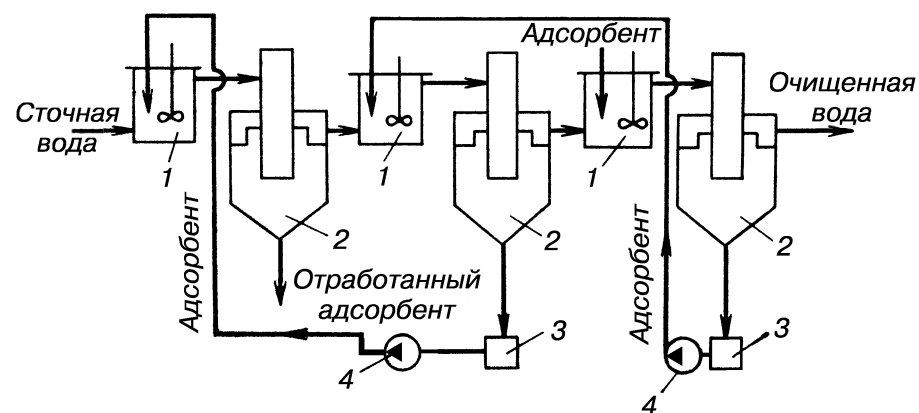 Сточная
вода
Адсорбент
Очищенная
вода
1
1
1
2
2
2
Адсорбент
Отработанный
адсорбент
Адсорбент
3
3
4
4